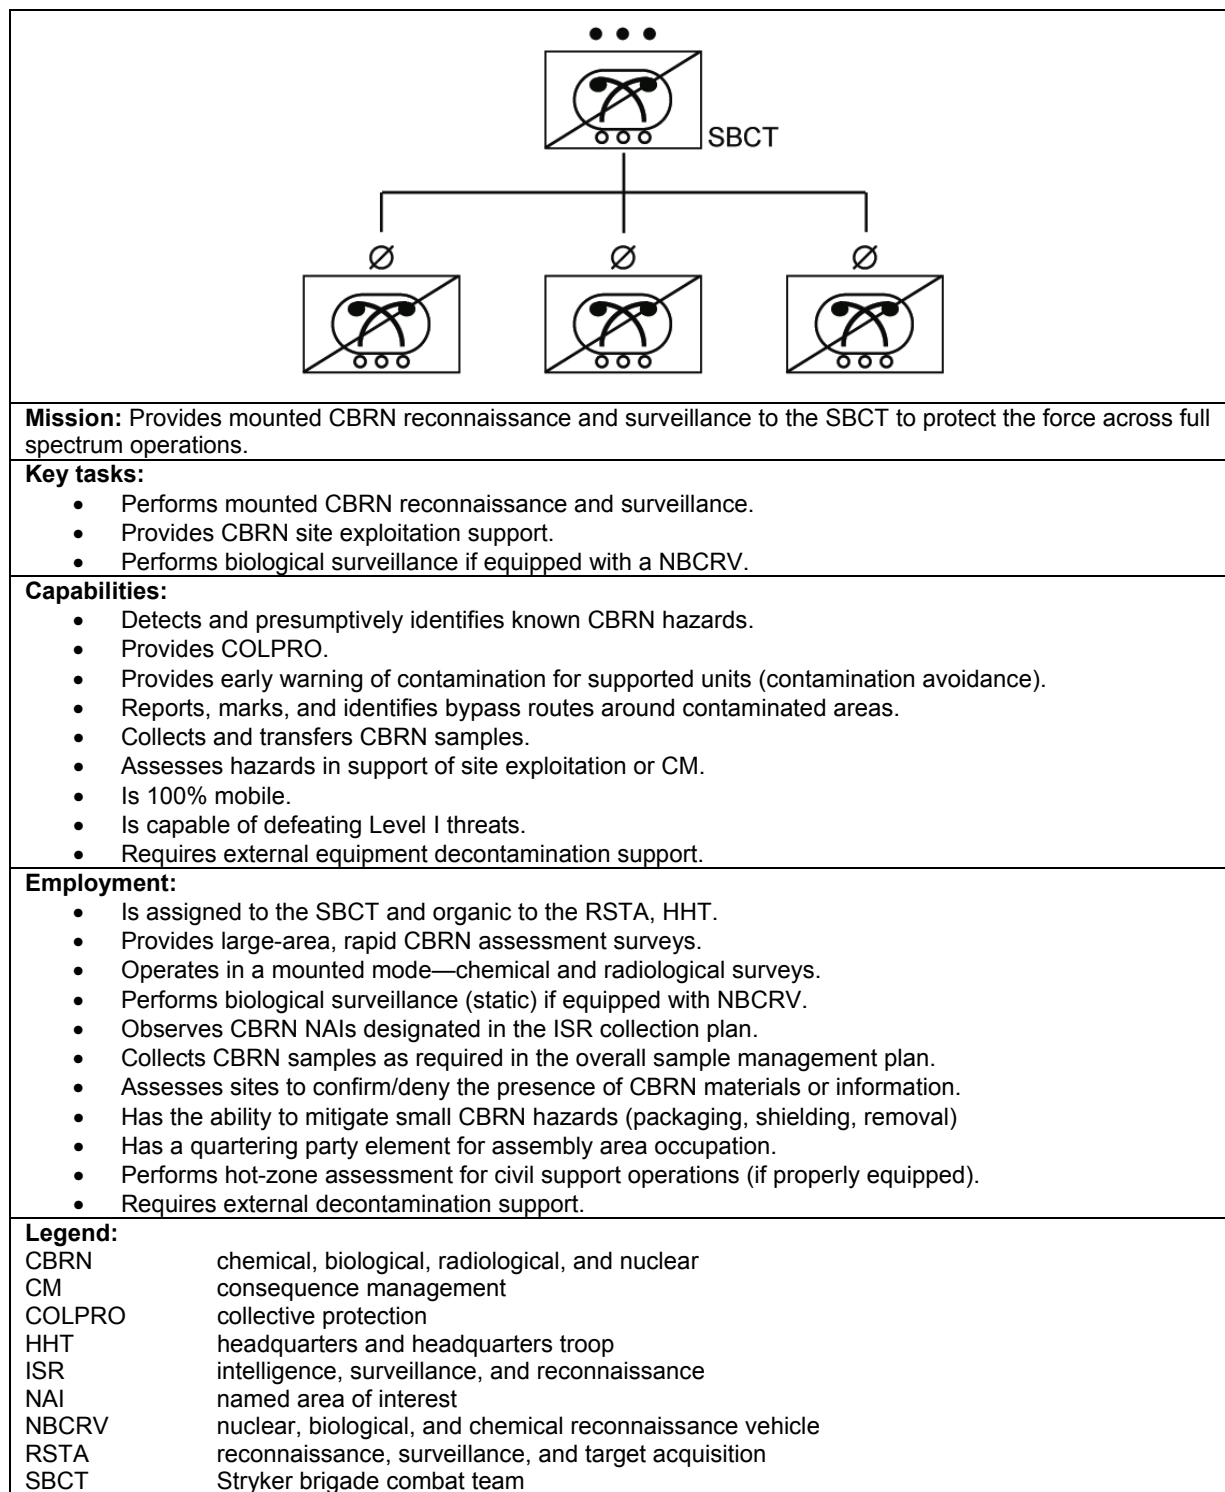 SBCT
Mission: Provides mounted CBRN reconnaissance and surveillance to the SBCT to protect the force across full
spectrum operations.
Key tasks:
• Performs mounted CBRN reconnaissance and surveillance.
• Provides CBRN site exploitation support.
• Performs biological surveillance if equipped with a NBCRV.
Capabilities:
• Detects and presumptively identifies known CBRN hazards.
• Provides COLPRO.
• Provides early warning of contamination for supported units (contamination avoidance).
• Reports, marks, and identifies bypass routes around contaminated areas.
• Collects and transfers CBRN samples.
• Assesses hazards in support of site exploitation or CM.
• Is 100% mobile.
• Is capable of defeating Level I threats.
• Requires external equipment decontamination support.
Employment:
• Is assigned to the SBCT and organic to the RSTA, HHT.
• Provides large-area, rapid CBRN assessment surveys.
• Operates in a mounted mode—chemical and radiological surveys.
• Performs biological surveillance (static) if equipped with NBCRV.
• Observes CBRN NAIs designated in the ISR collection plan.
• Collects CBRN samples as required in the overall sample management plan.
• Assesses sites to confirm/deny the presence of CBRN materials or information.
• Has the ability to mitigate small CBRN hazards (packaging, shielding, removal)
• Has a quartering party element for assembly area occupation.
• Performs hot-zone assessment for civil support operations (if properly equipped).
• Requires external decontamination support.
Legend:
CBRN chemical, biological, radiological, and nuclear
CM consequence management
COLPRO collective protection
HHT headquarters and headquarters troop
ISR intelligence, surveillance, and reconnaissance
NAI named area of interest
NBCRV nuclear, biological, and chemical reconnaissance vehicle
RSTA reconnaissance, surveillance, and target acquisition
SBCT Stryker brigade combat team